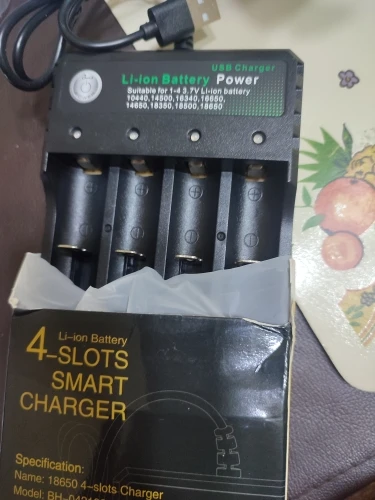 USB Charger
Li-ion Battery Power
Suitable for 1-4 3.7V Li-ion battery
10440,14500,16340,16650,
14650,18350,18500,18650
Li-ion Battery
4-SLOTS
SMART
CHARGER
Specification:
Name: 18650 4-slots Charger
Model: